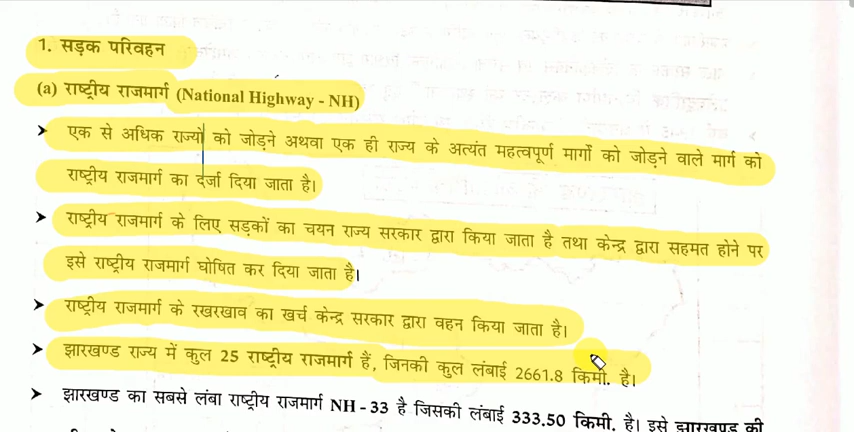 1. सड़क परिवहन
(a) राष्ट्रीय राजमार्ग (National Highway - NH)
➤ एक से अधिक राज्यों को जोड़ने अथवा एक ही राज्य के अत्यंत महत्वपूर्ण मार्गों को जोड़ने वाले मार्ग को
राष्ट्रीय राजमार्ग का दर्जा दिया जाता है।
➤ राष्ट्रीय राजमार्ग के लिए सड़कों का चयन राज्य सरकार द्वारा किया जाता है तथा केन्द्र द्वारा सहमत होने पर
इसे राष्ट्रीय राजमार्ग घोषित कर दिया जाता है।
➤ राष्ट्रीय राजमार्ग के रखरखाव का खर्च केन्द्र सरकार द्वारा वहन किया जाता है।
➤ झारखण्ड राज्य में कुल 25 राष्ट्रीय राजमार्ग हैं, जिनकी कुल लंबाई 2661.8 किमी. है।
➤ झारखण्ड का सबसे लंबा राष्ट्रीय राजमार्ग NH - 33 है जिसकी लंबाई 333.50 किमी. है। इसे झारखण्ड की